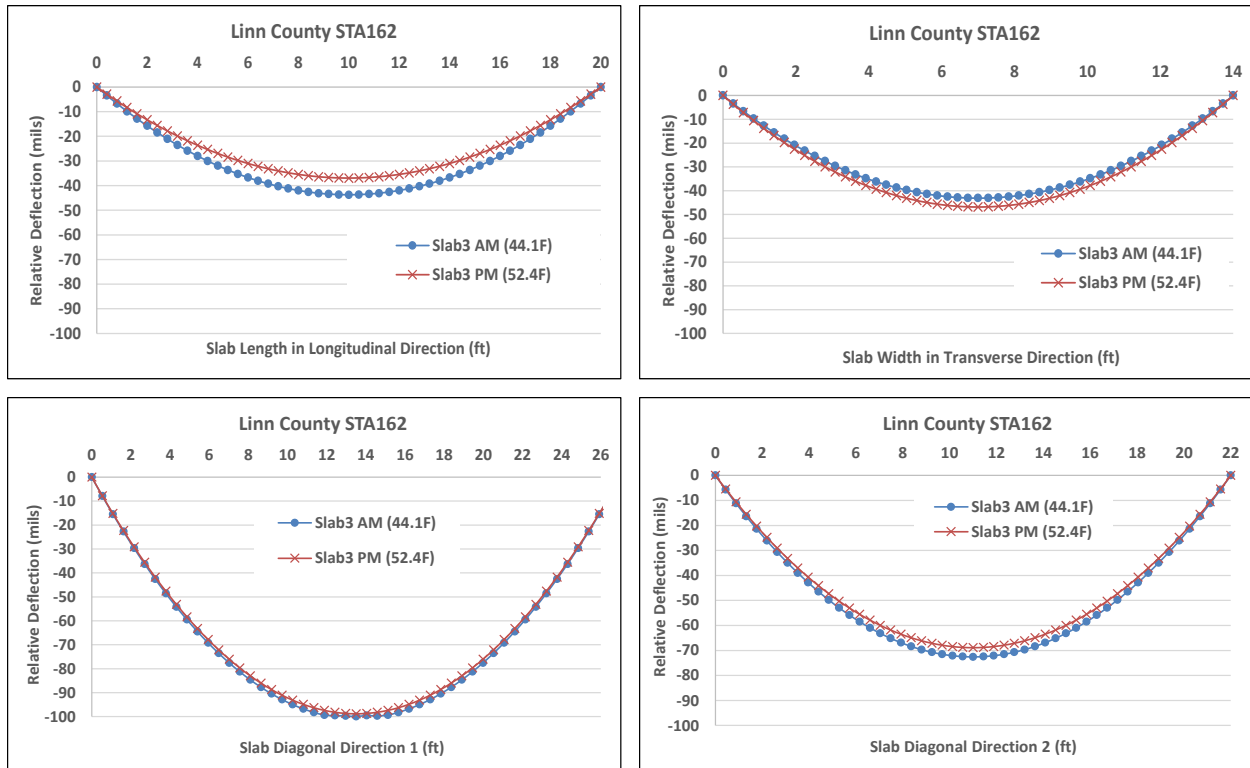 Linn County STA162
0 2 4 6 8 10 12 14 16 18 20
0
-10
-20
-30
-40
-50
-60
-70
-80
-90
-100
Relative Deflection (mils)
Slab3 AM (44.1F)
Slab3 PM (52.4F)
Slab Length in Longitudinal Direction (ft)
Linn County STA162
0 2 4 6 8 10 12 14
0
-10
-20
-30
-40
-50
-60
-70
-80
-90
-100
Relative Deflection (mils)
Slab3 AM (44.1F)
Slab3 PM (52.4F)
Slab Width in Transverse Direction (ft)
Linn County STA162
0 2 4 6 8 10 12 14 16 18 20 22 24 26
0
-10
-20
-30
-40
-50
-60
-70
-80
-90
-100
Relative Deflection (mils)
Slab3 AM (44.1F)
Slab3 PM (52.4F)
Slab Diagonal Direction 1 (ft)
Linn County STA162
0 2 4 6 8 10 12 14 16 18 20 22
0
-10
-20
-30
-40
-50
-60
-70
-80
-90
-100
Relative Deflection (mils)
Slab3 AM (44.1F)
Slab3 PM (52.4F)
Slab Diagonal Direction 2 (ft)